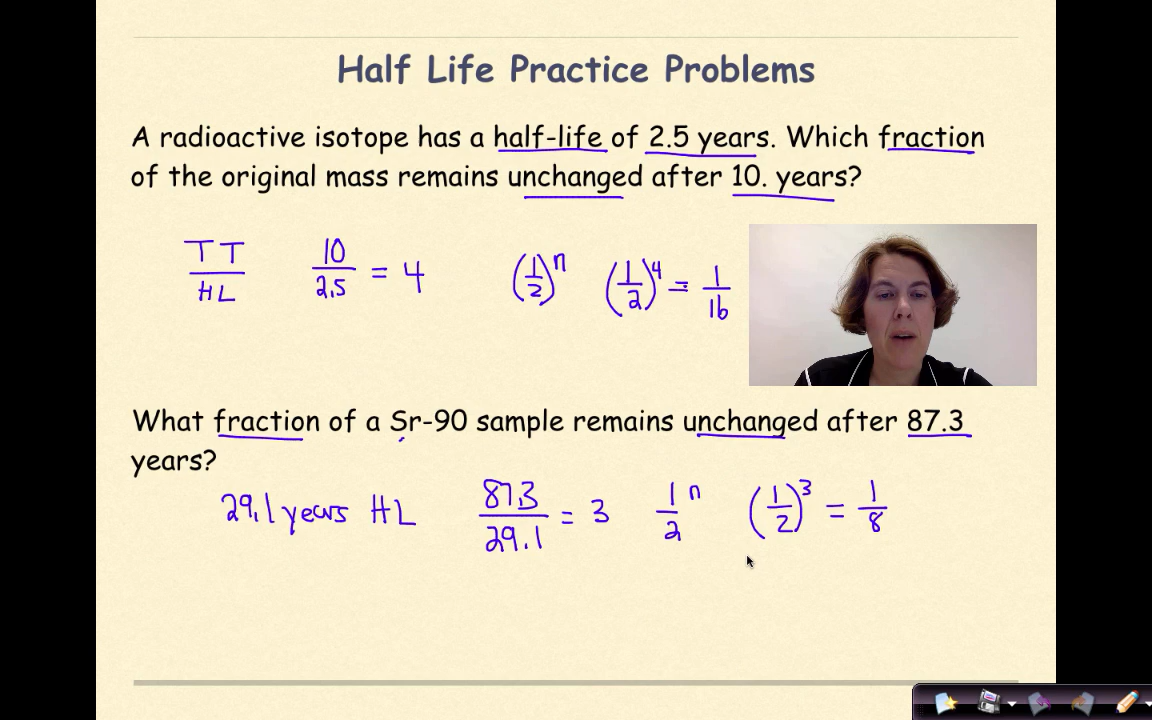 Half Life Practice Problems
A radioactive isotope has a half-life of 2.5 years. Which fraction
of the original mass remains unchanged after 10. years?
TT/HL 10/2.5 = 4 (1/2)^n (1/2)^4 = 1/16
What fraction of a Sr-90 sample remains unchanged after 87.3
years?
29.1 years HL 87.3/29.1 = 3 1/2^n (1/2)^3 = 1/8